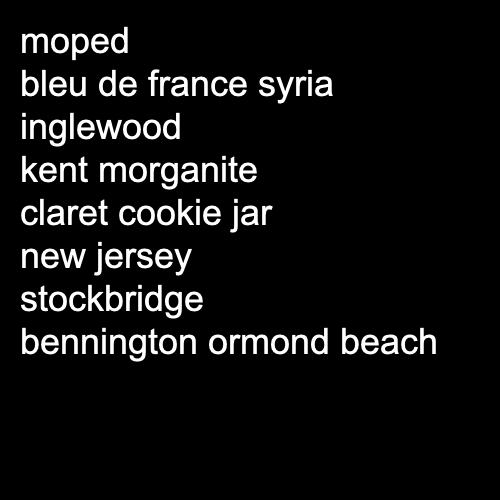 moped
bleu de france syria
inglewood
kent morganite
claret cookie jar
new jersey
stockbridge
bennington ormond beach